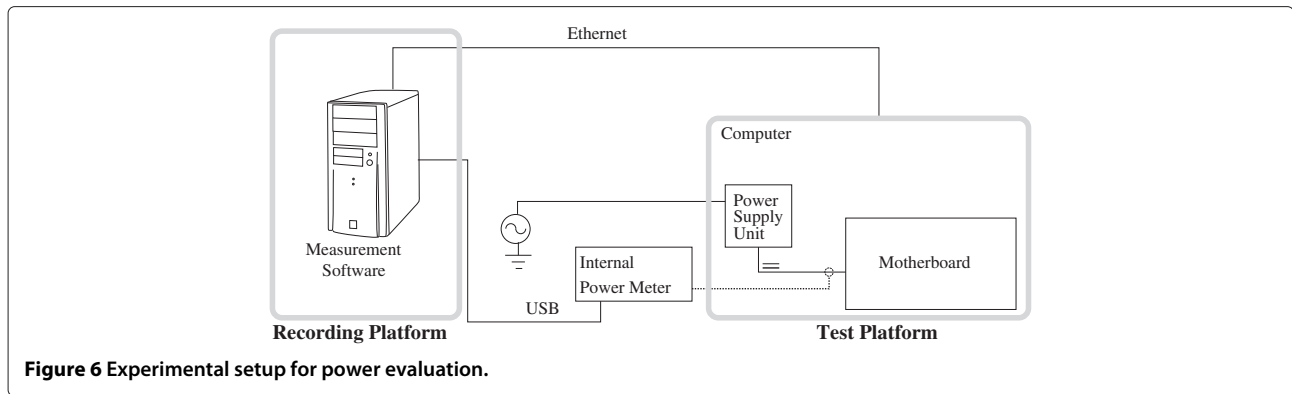 Ethernet
Computer
Power
Supply
Unit
Measurement
Software
Internal
Power Meter
Motherboard
USB
Recording Platform
Test Platform
Figure 6 Experimental setup for power evaluation.